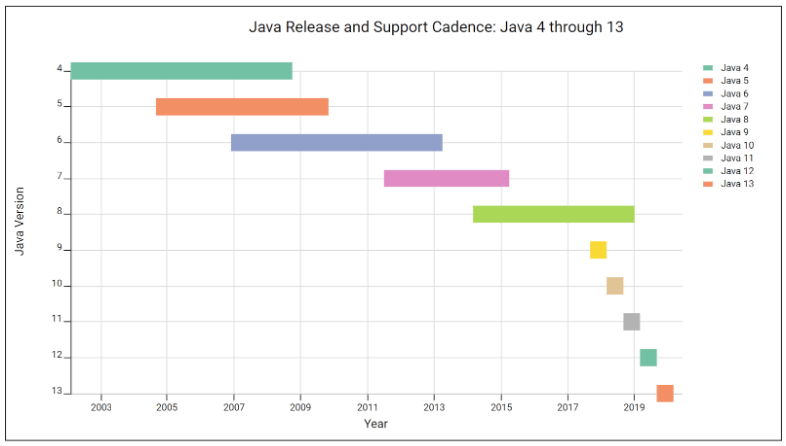 Java Release and Support Cadence: Java 4 through 13
Java Version
4
5
6
7
8
9
10
11
12
13
2003 2005 2007 2009 2011 2013 2015 2017 2019
Year
Java 4
Java 5
Java 6
Java 7
Java 8
Java 9
Java 10
Java 11
Java 12
Java 13